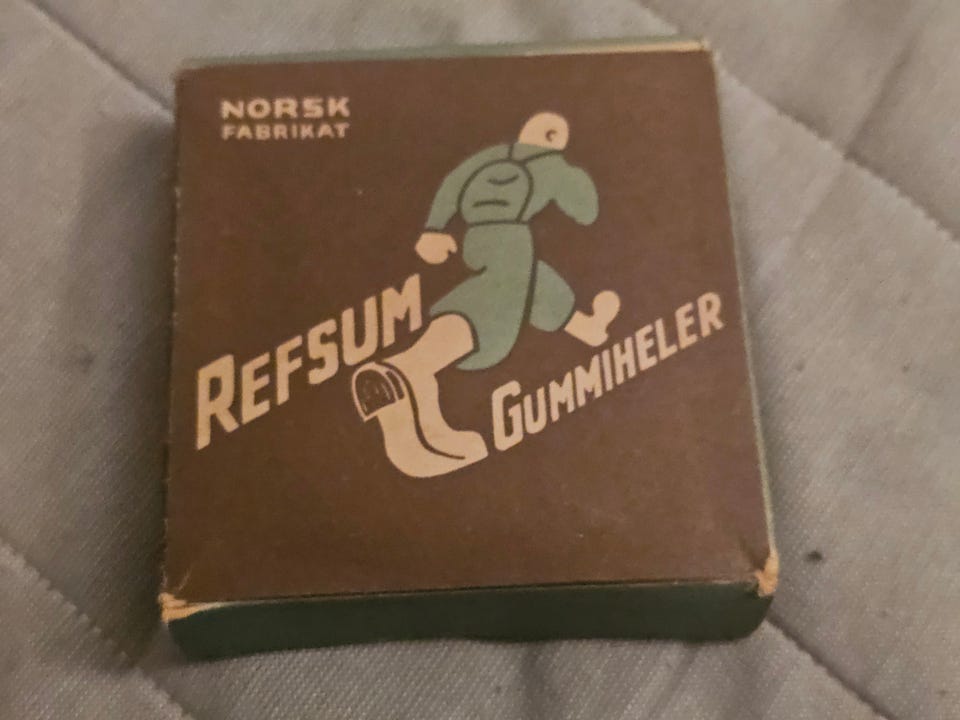 NORSK
FABRIKAT
REFSUM
GUMMIHELER